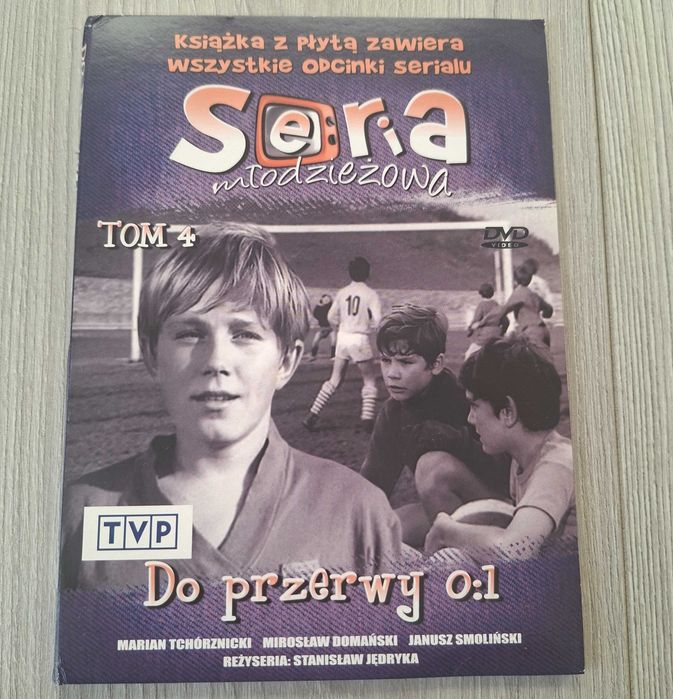 Książka z płytą zawiera
wszystkie odcinki serialu
Seria
młodzieżowa
TOM 4
DVD
VIDEO
10
TVP
Do przerwy 0:1
MARIAN TCHÓRZNICKI MIROSŁAW DOMAŃSKI JANUSZ SMOLIŃSKI
REŻYSERIA: STANISŁAW JĘDRYKA